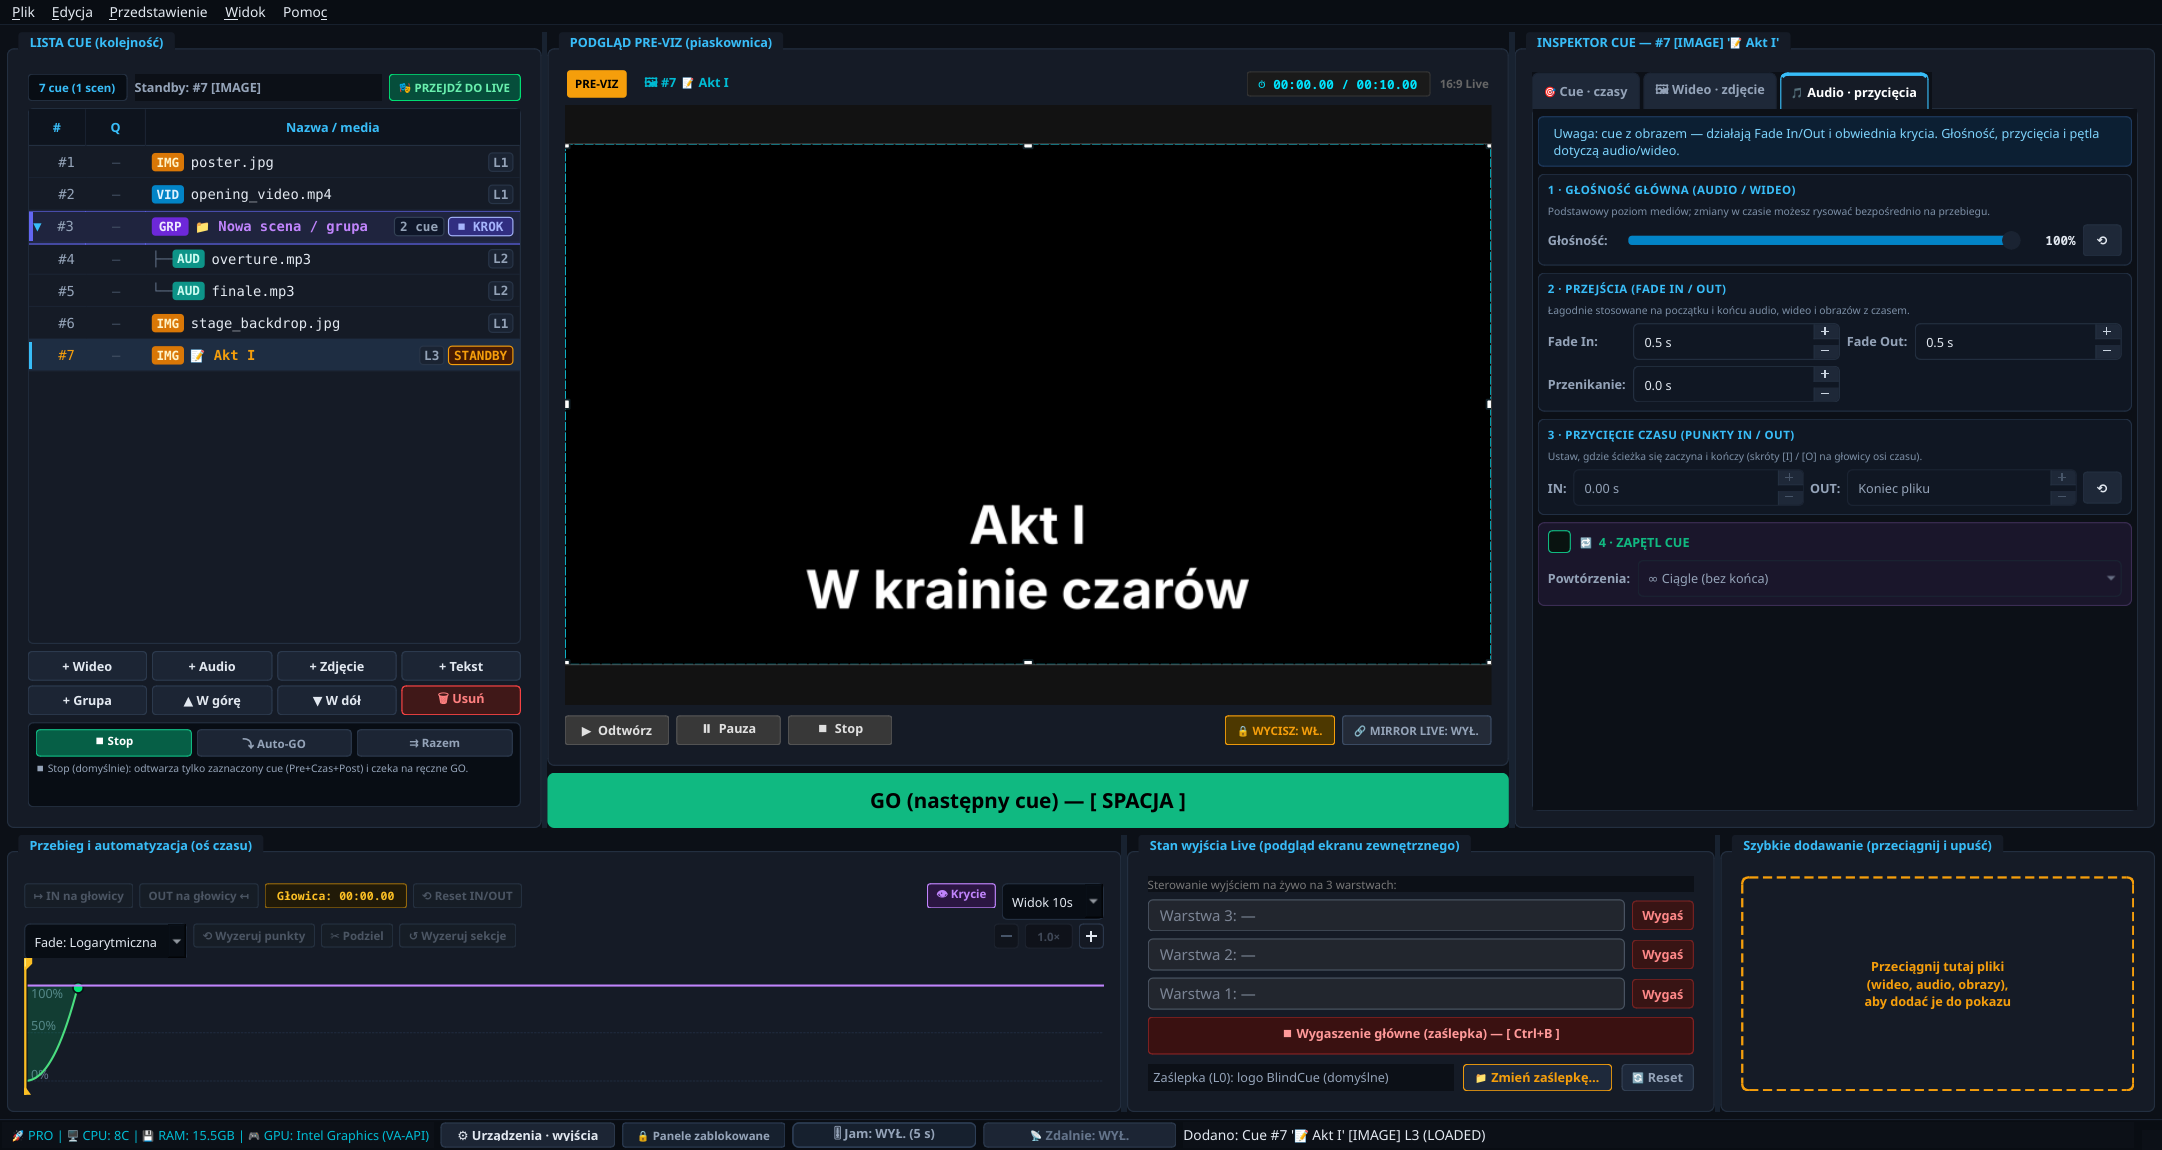 Plik Edycja Przedstawienie Widok Pomoc
LISTA CUE (kolejność)
7 cue (1 scen) Standby: #7 [IMAGE] PRZEJDŹ DO LIVE
# Q Nazwa / media
#1 — IMG poster.jpg L1
#2 — VID opening_video.mp4 L1
▼ #3 — GRP Nowa scena / grupa 2 cue ■ KROK
#4 — AUD overture.mp3 L2
#5 — AUD finale.mp3 L2
#6 — IMG stage_backdrop.jpg L1
#7 — IMG Akt I L3 STANDBY
+ Wideo + Audio + Zdjęcie + Tekst
+ Grupa ▲ W górę ▼ W dół Usuń
■ Stop Auto-GO ⇉ Razem
■ Stop (domyślnie): odtwarza tylko zaznaczony cue (Pre+Czas+Post) i czeka na ręczne GO.
PODGLĄD PRE-VIZ (piaskownica)
PRE-VIZ #7 Akt I 00:00.00 / 00:10.00 16:9 Live
Akt I
W krainie czarów
▶ Odtwórz ⏸ Pauza ■ Stop WYCISZ: WŁ. MIRROR LIVE: WYŁ.
GO (następny cue) — [ SPACJA ]
INSPEKTOR CUE — #7 [IMAGE] '📝 Akt I'
Cue · czasy Wideo · zdjęcie Audio · przycięcia
Uwaga: cue z obrazem — działają Fade In/Out i obwiednia krycia. Głośność, przycięcia i pętla
dotyczą audio/wideo.
1 · GŁOŚNOŚĆ GŁÓWNA (AUDIO / WIDEO)
Podstawowy poziom mediów; zmiany w czasie możesz rysować bezpośrednio na przebiegu.
Głośność: 100% ⟲
2 · PRZEJŚCIA (FADE IN / OUT)
Łagodnie stosowane na początku i końcu audio, wideo i obrazów z czasem.
Fade In: 0.5 s + − Fade Out: 0.5 s + −
Przenikanie: 0.0 s + −
3 · PRZYCIĘCIE CZASU (PUNKTY IN / OUT)
Ustaw, gdzie ścieżka się zaczyna i kończy (skróty [I] / [O] na głowicy osi czasu).
IN: 0.00 s + − OUT: Koniec pliku + − ⟲
4 · ZAPĘTL CUE
Powtórzenia: ∞ Ciągle (bez końca)
Przebieg i automatyzacja (oś czasu)
↦ IN na głowicy OUT na głowicy ↤ Głowica: 00:00.00 ⟲ Reset IN/OUT Krycie Widok 10s
Fade: Logarytmiczna ⟲ Wyzeruj punkty ✂ Podziel ↺ Wyzeruj sekcje − 1.0× +
100%
50%
0%
Stan wyjścia Live (podgląd ekranu zewnętrznego)
Sterowanie wyjściem na żywo na 3 warstwach:
Warstwa 3: — Wygaś
Warstwa 2: — Wygaś
Warstwa 1: — Wygaś
■ Wygaszenie główne (zaślepka) — [ Ctrl+B ]
Zaślepka (L0): logo BlindCue (domyślne) Zmień zaślepkę... Reset
Szybkie dodawanie (przeciągnij i upuść)
Przeciągnij tutaj pliki
(wideo, audio, obrazy),
aby dodać je do pokazu
🚀 PRO | CPU: 8C | RAM: 15.5GB | GPU: Intel Graphics (VA-API) ⚙ Urządzenia · wyjścia 🔒 Panele zablokowane Jam: WYŁ. (5 s) Zdalnie: WYŁ. Dodano: Cue #7 '📝 Akt I' [IMAGE] L3 (LOADED)